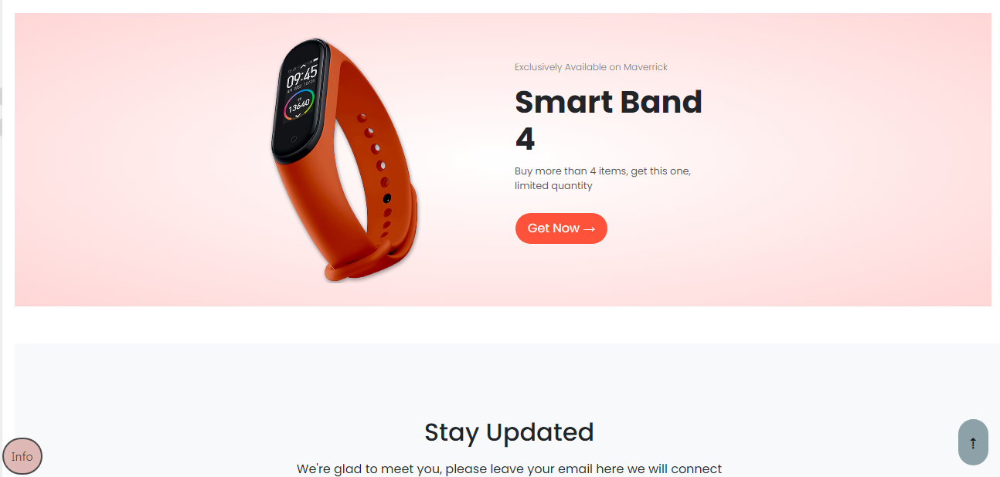 09:45
13640
Exclusively Available on Maverrick
Smart Band
4
Buy more than 4 items, get this one,
limited quantity
Get Now →
Stay Updated
We're glad to meet you, please leave your email here we will connect
Info